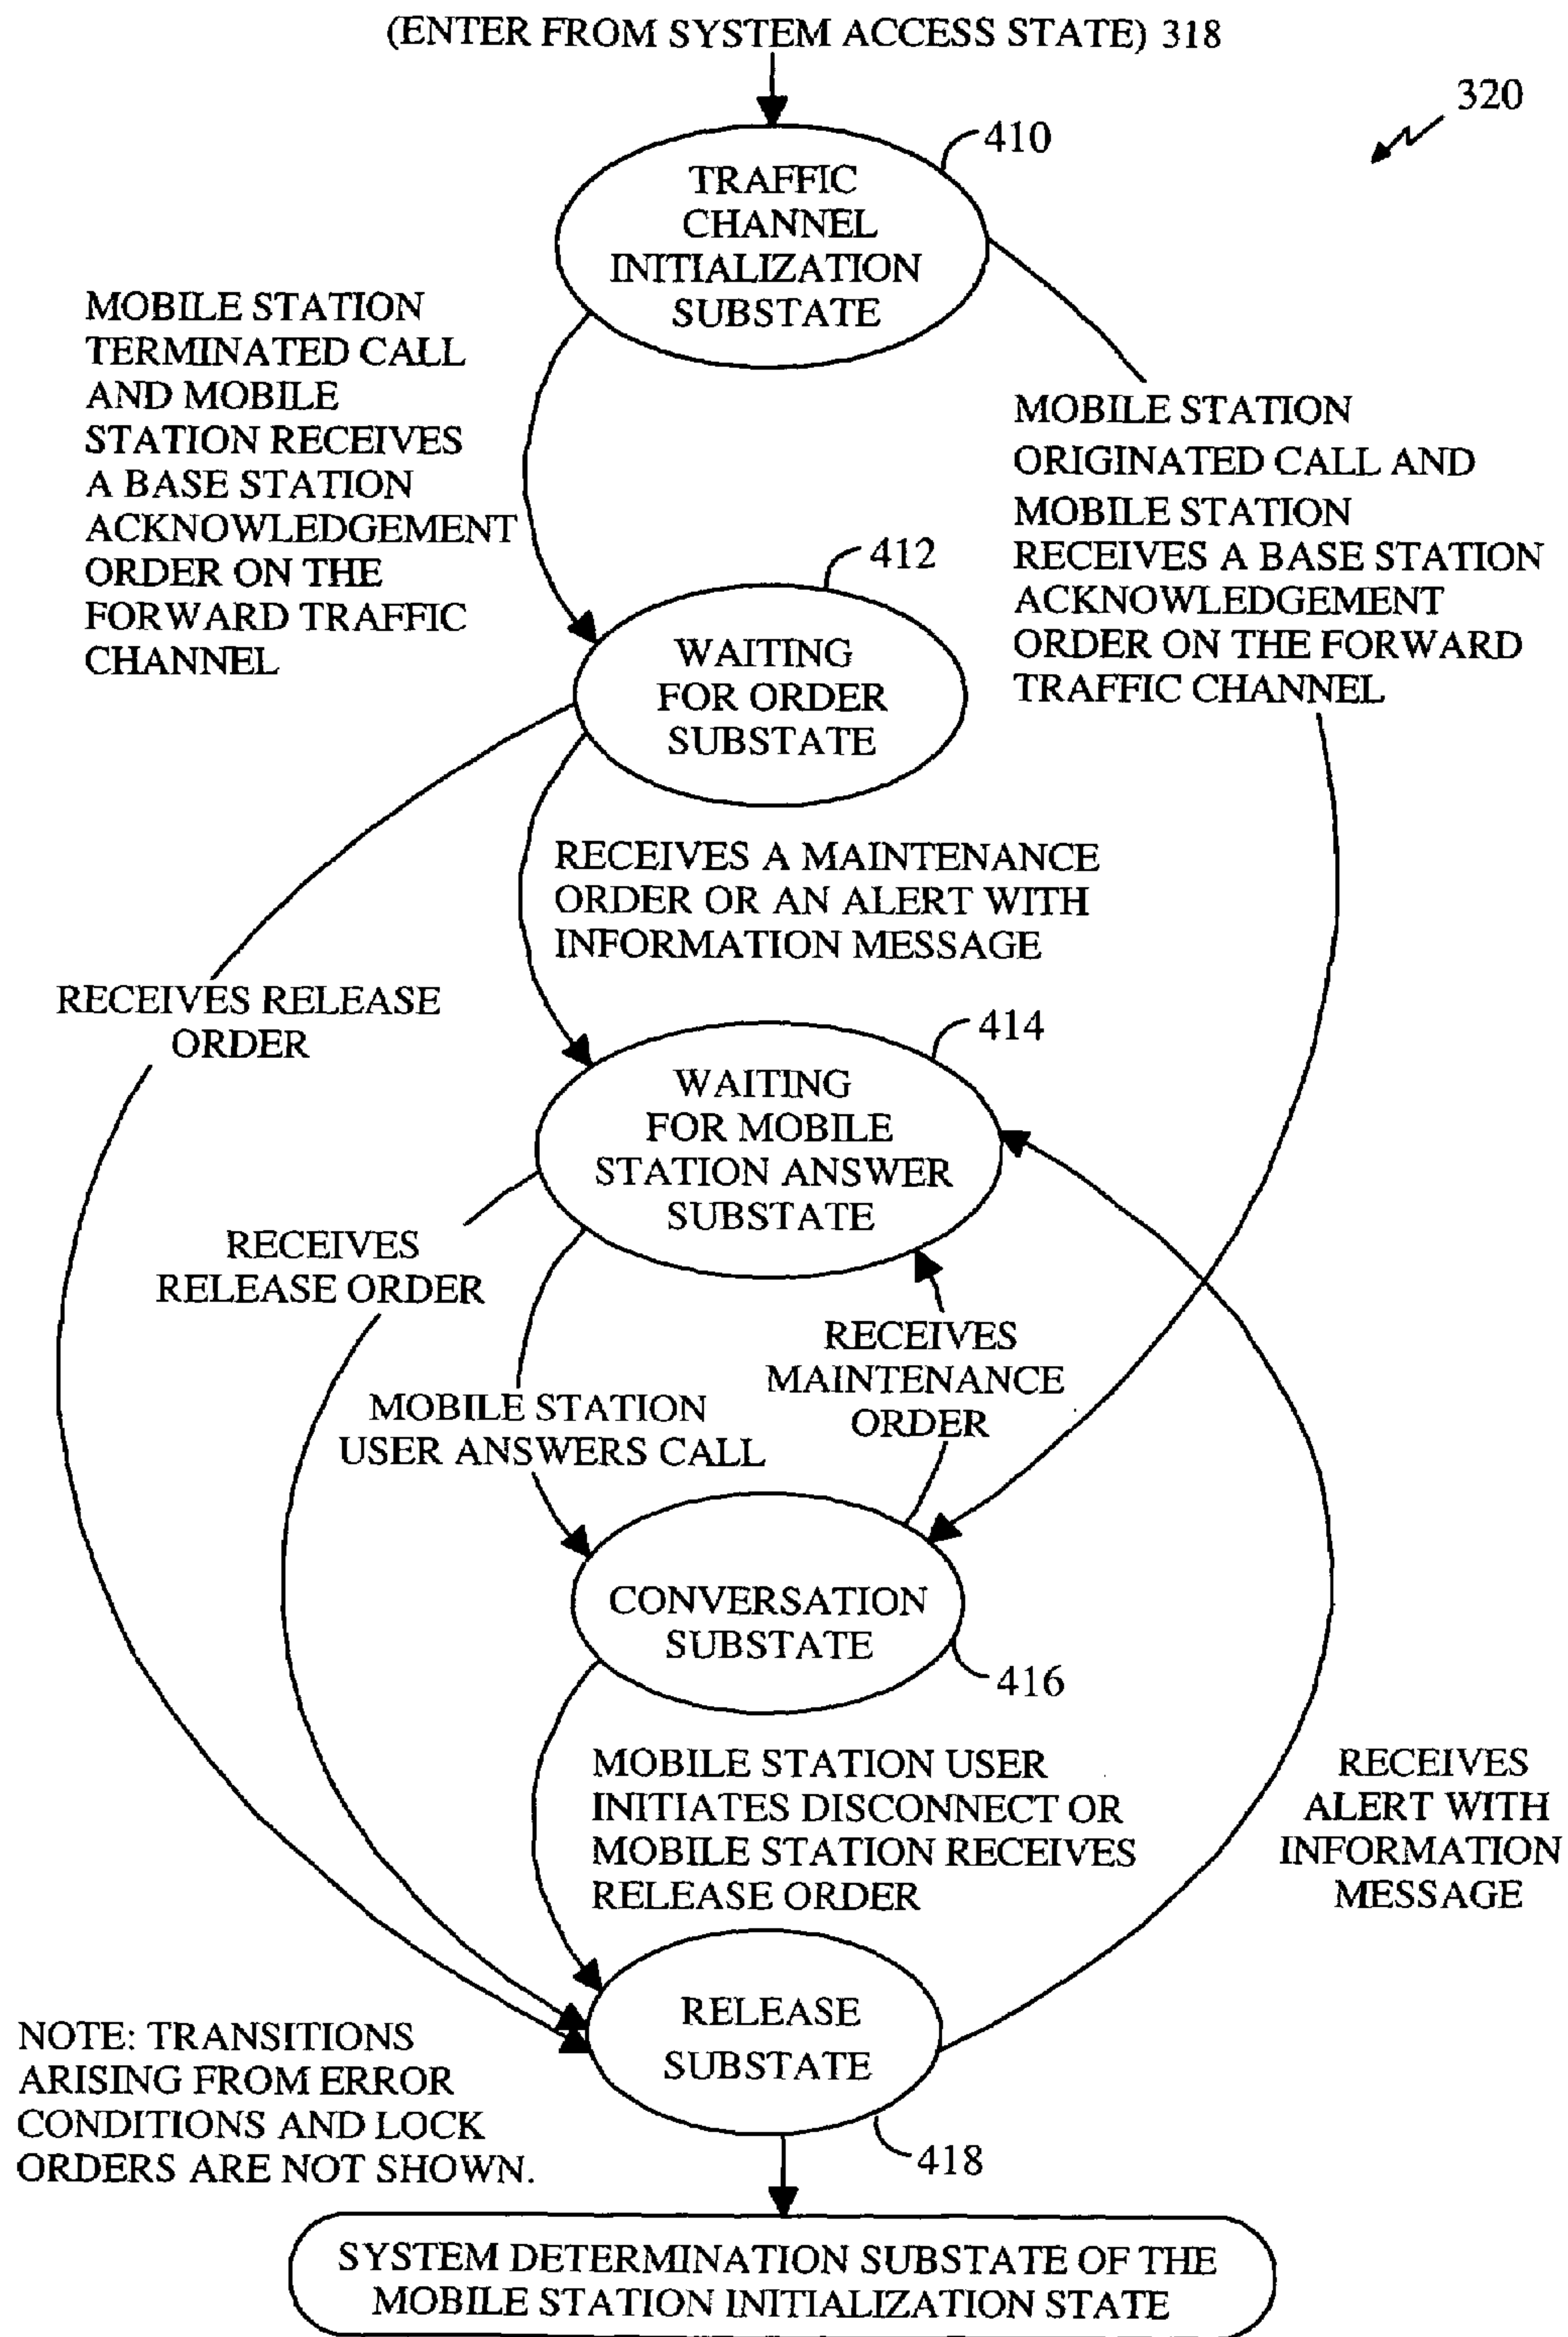 (ENTER FROM SYSTEM ACCESS STATE) 318
320
410
TRAFFIC
CHANNEL
INITIALIZATION
SUBSTATE
MOBILE STATION
TERMINATED CALL
AND MOBILE
STATION RECEIVES
A BASE STATION
ACKNOWLEDGEMENT
ORDER ON THE
FORWARD TRAFFIC
CHANNEL
MOBILE STATION
ORIGINATED CALL AND
MOBILE STATION
RECEIVES A BASE STATION
ACKNOWLEDGEMENT
ORDER ON THE FORWARD
TRAFFIC CHANNEL
412
WAITING
FOR ORDER
SUBSTATE
RECEIVES A MAINTENANCE
ORDER OR AN ALERT WITH
INFORMATION MESSAGE
RECEIVES RELEASE
ORDER
414
WAITING
FOR MOBILE
STATION ANSWER
SUBSTATE
RECEIVES
RELEASE ORDER
RECEIVES
MAINTENANCE
ORDER
MOBILE STATION
USER ANSWERS CALL
CONVERSATION
SUBSTATE
416
MOBILE STATION USER
INITIATES DISCONNECT OR
MOBILE STATION RECEIVES
RELEASE ORDER
RECEIVES
ALERT WITH
INFORMATION
MESSAGE
RELEASE
SUBSTATE
418
NOTE: TRANSITIONS
ARISING FROM ERROR
CONDITIONS AND LOCK
ORDERS ARE NOT SHOWN.
SYSTEM DETERMINATION SUBSTATE OF THE
MOBILE STATION INITIALIZATION STATE